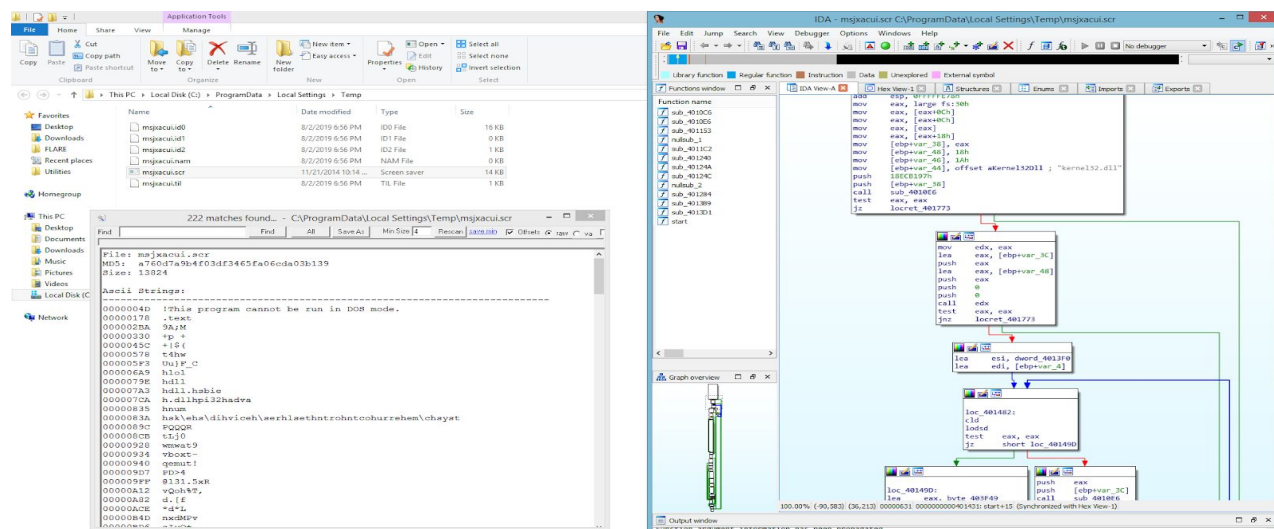 Application Tools
File Home Share View Manage
Copy Paste Cut Copy path Paste shortcut Move to Copy to Delete Rename New folder New item Easy access Properties Open Edit History Select all Select none Invert selection
Clipboard Organize New Open Select
This PC Local Disk (C:) ProgramData Local Settings Temp
Favorites
Desktop
Downloads
FLARE
Recent places
Utilities
Homegroup
This PC
Desktop
Documents
Downloads
Music
Pictures
Videos
Local Disk (C
Network
Name Date modified Type Size
msjxacui.id0 8/2/2019 6:56 PM ID0 File 16 KB
msjxacui.id1 8/2/2019 6:56 PM ID1 File 0 KB
msjxacui.id2 8/2/2019 6:56 PM ID2 File 1 KB
msjxacui.nam 8/2/2019 6:56 PM NAM File 0 KB
msjxacui.scr 11/21/2014 10:14 ... Screen saver 14 KB
msjxacui.til 8/2/2019 6:56 PM TIL File 1 KB
222 matches found... - C:\ProgramData\Local Settings\Temp\msjxacui.scr
Find Find All Save As Min Size 4 Rescan Offsets raw va
File: msjxacui.scr
MD5: a760d7a9b4f03df3465fa06cda03b139
Size: 13824
Ascii Strings:
0000004D !This program cannot be run in DOS mode.
00000178 .text
000002BA 9A;M
00000330 +p +
0000045C +|$(
00000578 t4hw
000005F3 Uu}F_C
000006A9 hlol
0000079E hdll
000007A3 hdll.hsbie
000007CA h.dllhpi32hadva
00000835 hnum
0000083A hsk\ehs\dihviceh\serhlsethntrohntcohurrehem\chayst
0000089C PQQQR
000008CB tLj0
00000928 wmwat9
00000934 vboxt-
00000940 qemut!
000009D7 PD>4
000009FF @131.5xR
00000A12 vQoh%T,
00000A82 d.[E
00000ACE *d*L
00000B4D nxdMPv
IDA - msjxacui.scr C:\ProgramData\Local Settings\Temp\msjxacui.scr
File Edit Jump Search View Debugger Options Windows Help
No debugger
Library function Regular function Instruction Data Unexplored External symbol
Functions window IDA View-A Hex View-1 Structures Enums Imports Exports
Function name
sub_4010C6
sub_4010E6
sub_401153
nullsub_1
sub_4011C2
sub_401240
sub_40124A
sub_40124C
nullsub_2
sub_401284
sub_4013B9
sub_4013D1
start
Graph overview
add esp, 0FFFFFE78h
mov eax, large fs:30h
mov eax, [eax+0Ch]
mov eax, [eax+0Ch]
mov eax, [eax]
mov eax, [eax+18h]
mov [ebp+var_38], eax
mov [ebp+var_48], 18h
mov [ebp+var_46], 1Ah
mov [ebp+var_44], offset aKernel32Dll ; "kernel32.dll"
push 18ECB197h
push [ebp+var_38]
call sub_4010E6
test eax, eax
jz locret_401773
mov edx, eax
lea eax, [ebp+var_3C]
push eax
lea eax, [ebp+var_48]
push eax
push 0
push 0
call edx
test eax, eax
jnz locret_401773
lea esi, dword_4013F0
lea edi, [ebp+var_4]
loc_401482:
cld
lodsd
test eax, eax
jz short loc_40149D
loc_40149D:
lea eax, byte_403F49
push eax
push [ebp+var_3C]
call sub_4010E6
100.00% (-90,583) (36,213) 00000631 0000000000401431: start+15 (Synchronized with Hex View-1)
Output window